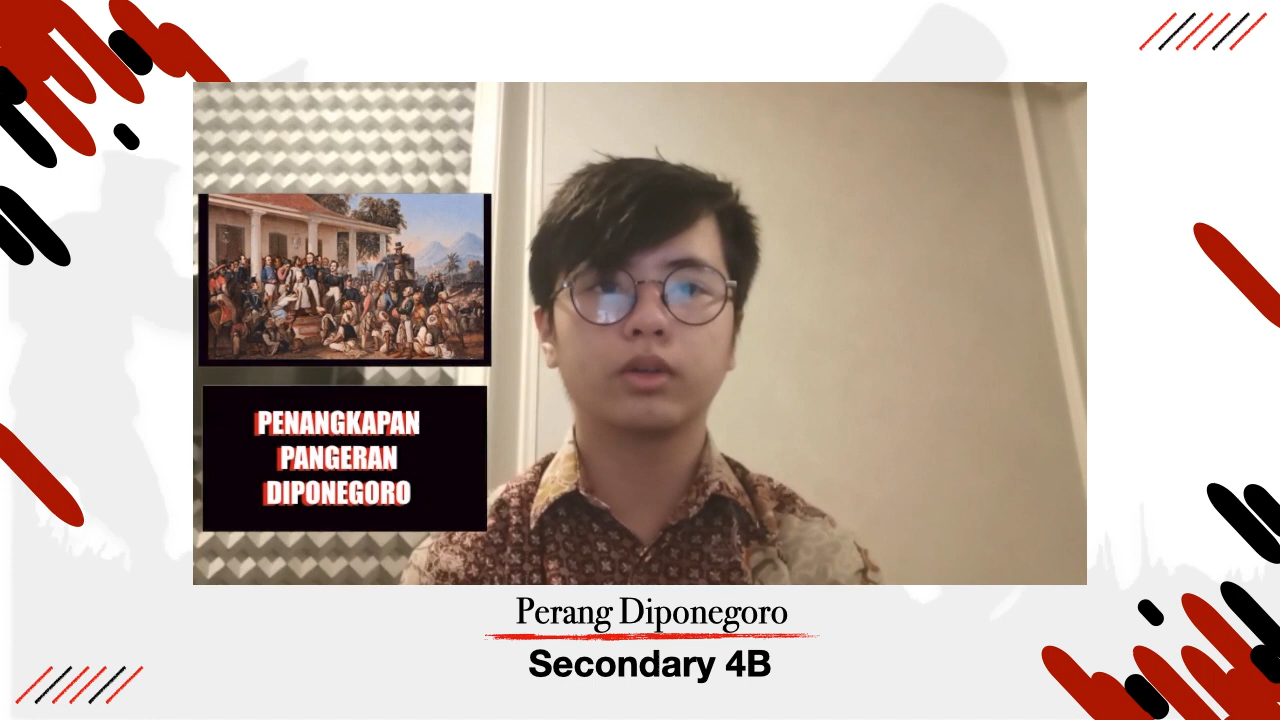 PENANGKAPAN
PANGERAN
DIPONEGORO
Perang Diponegoro
Secondary 4B